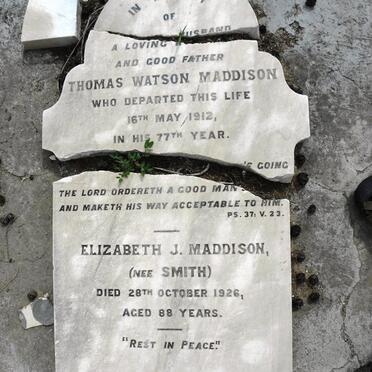 OF
A LOVING
AND GOOD FATHER
THOMAS WATSON MADDISON
WHO DEPARTED THIS LIFE
16TH MAY 1912,
IN HIS 77TH YEAR.
'S GOING
THE LORD ORDERETH A GOOD MAN
AND MAKETH HIS WAY ACCEPTABLE TO HIM.
PS. 37: V. 23.
ELIZABETH J. MADDISON,
(NEE SMITH)
DIED 28TH OCTOBER 1926,
AGED 88 YEARS.
"REST IN PEACE."